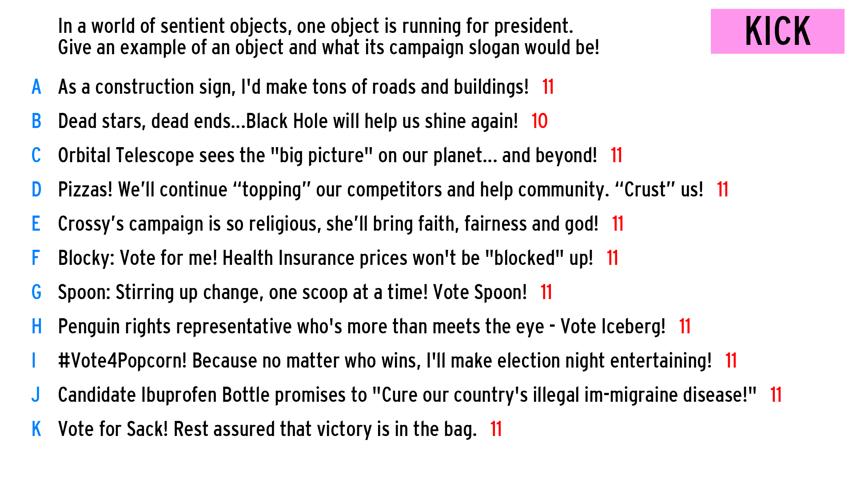 In a world of sentient objects, one object is running for president.
Give an example of an object and what its campaign slogan would be!
KICK
A As a construction sign, I'd make tons of roads and buildings! 11
B Dead stars, dead ends...Black Hole will help us shine again! 10
C Orbital Telescope sees the "big picture" on our planet... and beyond! 11
D Pizzas! We’ll continue “topping” our competitors and help community. “Crust” us! 11
E Crossy’s campaign is so religious, she’ll bring faith, fairness and god! 11
F Blocky: Vote for me! Health Insurance prices won't be "blocked" up! 11
G Spoon: Stirring up change, one scoop at a time! Vote Spoon! 11
H Penguin rights representative who's more than meets the eye - Vote Iceberg! 11
I #Vote4Popcorn! Because no matter who wins, I'll make election night entertaining! 11
J Candidate Ibuprofen Bottle promises to "Cure our country's illegal im-migraine disease!" 11
K Vote for Sack! Rest assured that victory is in the bag. 11